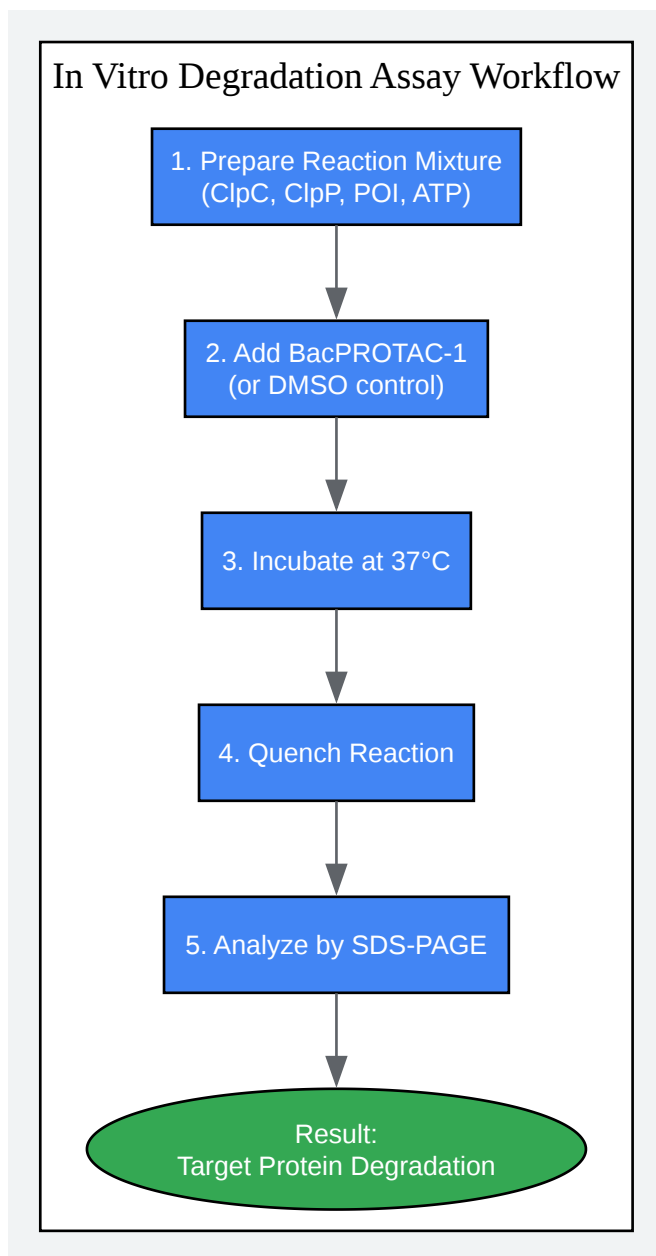 In Vitro Degradation Assay Workflow
1. Prepare Reaction Mixture
(ClpC, ClpP, POI, ATP)
2. Add BacPROTAC-1
(or DMSO control)
3. Incubate at 37°C
4. Quench Reaction
5. Analyze by SDS-PAGE
Result:
Target Protein Degradation